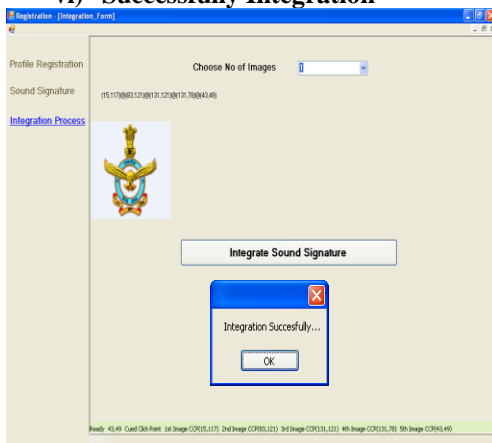 vi) Successfully Integration
Registration - [Integration_Form]
Profile Registration
Choose No of Images 1
Sound Signature
(15,117)@(83,121)@(131,121)@(131,78)@(43,49)
Integration Process
Integrate Sound Signature
Integration Succesfully...
OK
Ready 43,49 Cued Click Point 1st Image CCP(15,117) 2nd Image CCP(83,121) 3rd Image CCP(131,121) 4th Image CCP(131,78) 5th Image CCP(43,49)